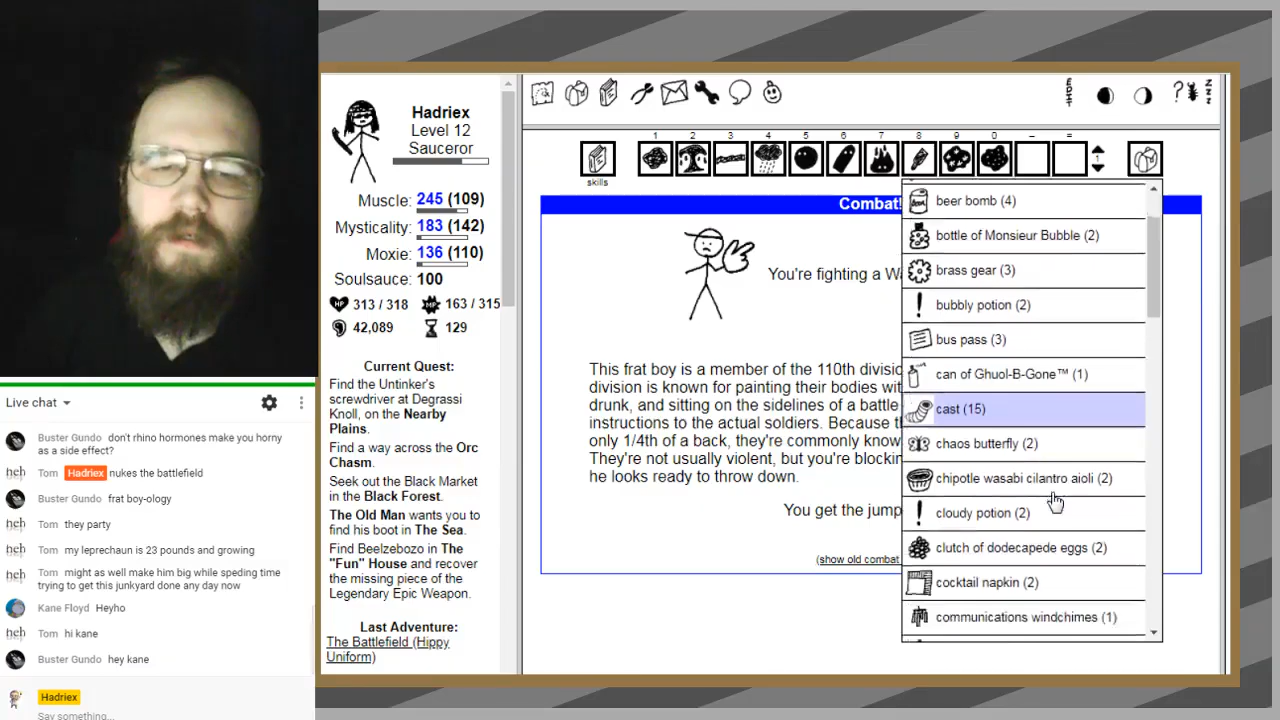 Live chat
Buster Gundo don't rhino hormones make you horny
as a side effect?
Tom Hadriex nukes the battlefield
Buster Gundo frat boy-ology
Tom they party
Tom my leprechaun is 23 pounds and growing
Tom might as well make him big while speding time
trying to get this junkyard done any day now
Kane Floyd Heyho
Tom hi kane
Buster Gundo hey kane
Hadriex
Say something...
Hadriex
Level 12
Sauceror
Muscle: 245 (109)
Mysticality: 183 (142)
Moxie: 136 (110)
Soulsauce: 100
HP 313 / 318 MP 163 / 315
42,089 129
Current Quest:
Find the Untinker's
screwdriver at Degrassi
Knoll, on the Nearby
Plains.
Find a way across the Orc
Chasm.
Seek out the Black Market
in the Black Forest.
The Old Man wants you to
find his boot in The Sea.
Find Beelzebozo in The
"Fun" House and recover
the missing piece of the
Legendary Epic Weapon.
Last Adventure:
The Battlefield (Hippy
Uniform)
1 2 3 4 5 6 7 8 9 0 – =
skills
1
Combat!
You're fighting a Wa
This frat boy is a member of the 110th divisio
division is known for painting their bodies wit
drunk, and sitting on the sidelines of a battle
instructions to the actual soldiers. Because th
only 1/4th of a back, they're commonly know
They're not usually violent, but you're blockin
he looks ready to throw down.
You get the jump
(show old combat
beer bomb (4)
bottle of Monsieur Bubble (2)
brass gear (3)
bubbly potion (2)
bus pass (3)
can of Ghuol-B-Gone™ (1)
cast (15)
chaos butterfly (2)
chipotle wasabi cilantro aioli (2)
cloudy potion (2)
clutch of dodecapede eggs (2)
cocktail napkin (2)
communications windchimes (1)